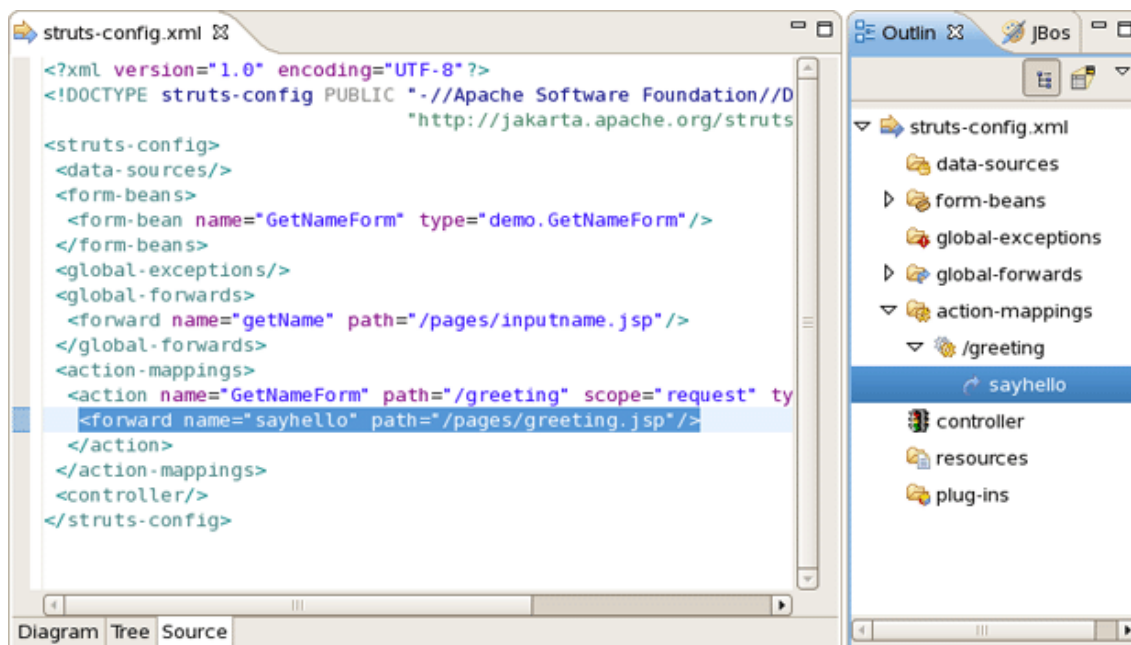 struts-config.xml
<?xml version="1.0" encoding="UTF-8"?>
<!DOCTYPE struts-config PUBLIC "-//Apache Software Foundation//D
"http://jakarta.apache.org/struts
<struts-config>
<data-sources/>
<form-beans>
<form-bean name="GetNameForm" type="demo.GetNameForm"/>
</form-beans>
<global-exceptions/>
<global-forwards>
<forward name="getName" path="/pages/inputname.jsp"/>
</global-forwards>
<action-mappings>
<action name="GetNameForm" path="/greeting" scope="request" ty
<forward name="sayhello" path="/pages/greeting.jsp"/>
</action>
</action-mappings>
<controller/>
</struts-config>
Diagram Tree Source
Outlin JBos
struts-config.xml
data-sources
form-beans
global-exceptions
global-forwards
action-mappings
/greeting
sayhello
controller
resources
plug-ins